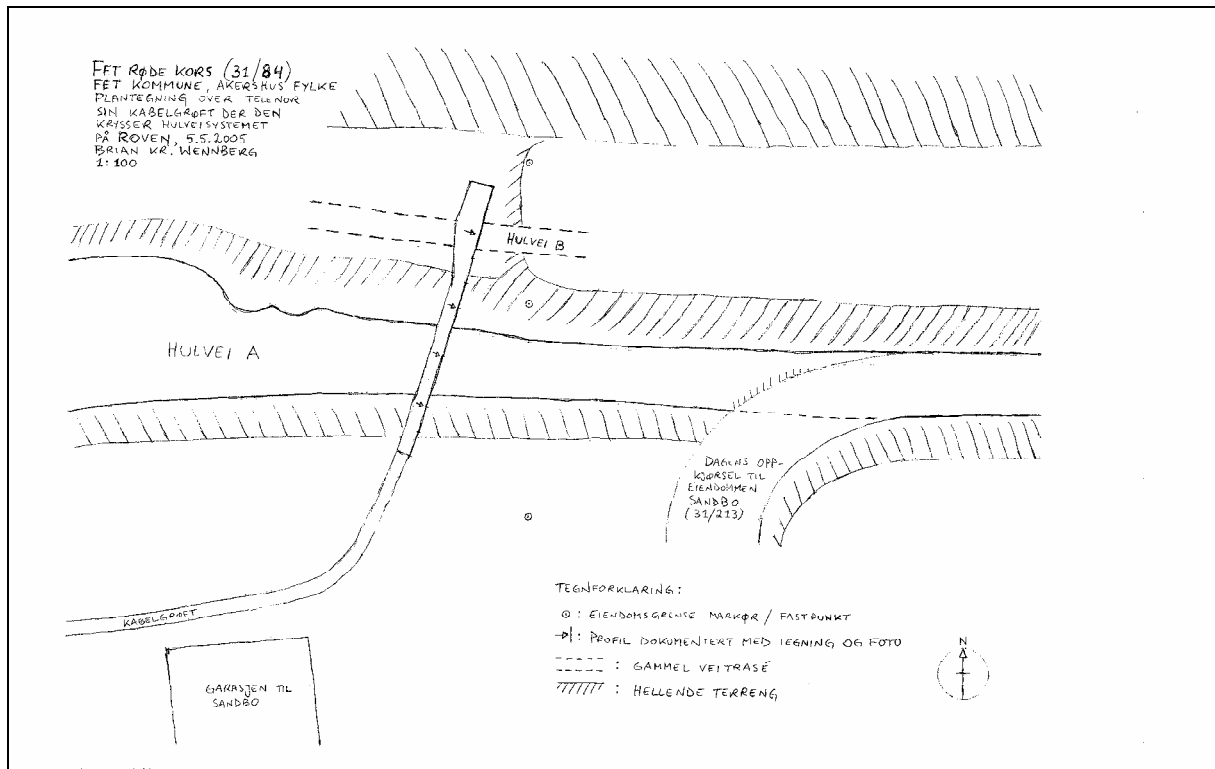 FET RØDE KORS (31/84)
FET KOMMUNE, AKERSHUS FYLKE
PLANTEGNING OVER TELENOR
SIN KABELGRØFT DER DEN
KRYSSER HULVEISYSTEMET
PÅ ROVEN, 5.5.2005
BRIAN KR. WENNBERG
1:100
HULVEI B
HULVEI A
DAGENS OPP-
KJØRSEL TIL
EIENDOMMEN
SANDBO
(31/213)
KABELGRØFT
GARASJEN TIL
SANDBO
TEGNFORKLARING:
⊙: EIENDOMSGRENSE MARKØR / FASTPUNKT
: PROFIL DOKUMENTERT MED TEGNING OG FOTO
: GAMMEL VEITRASÉ
: HELLENDE TERRENG
N